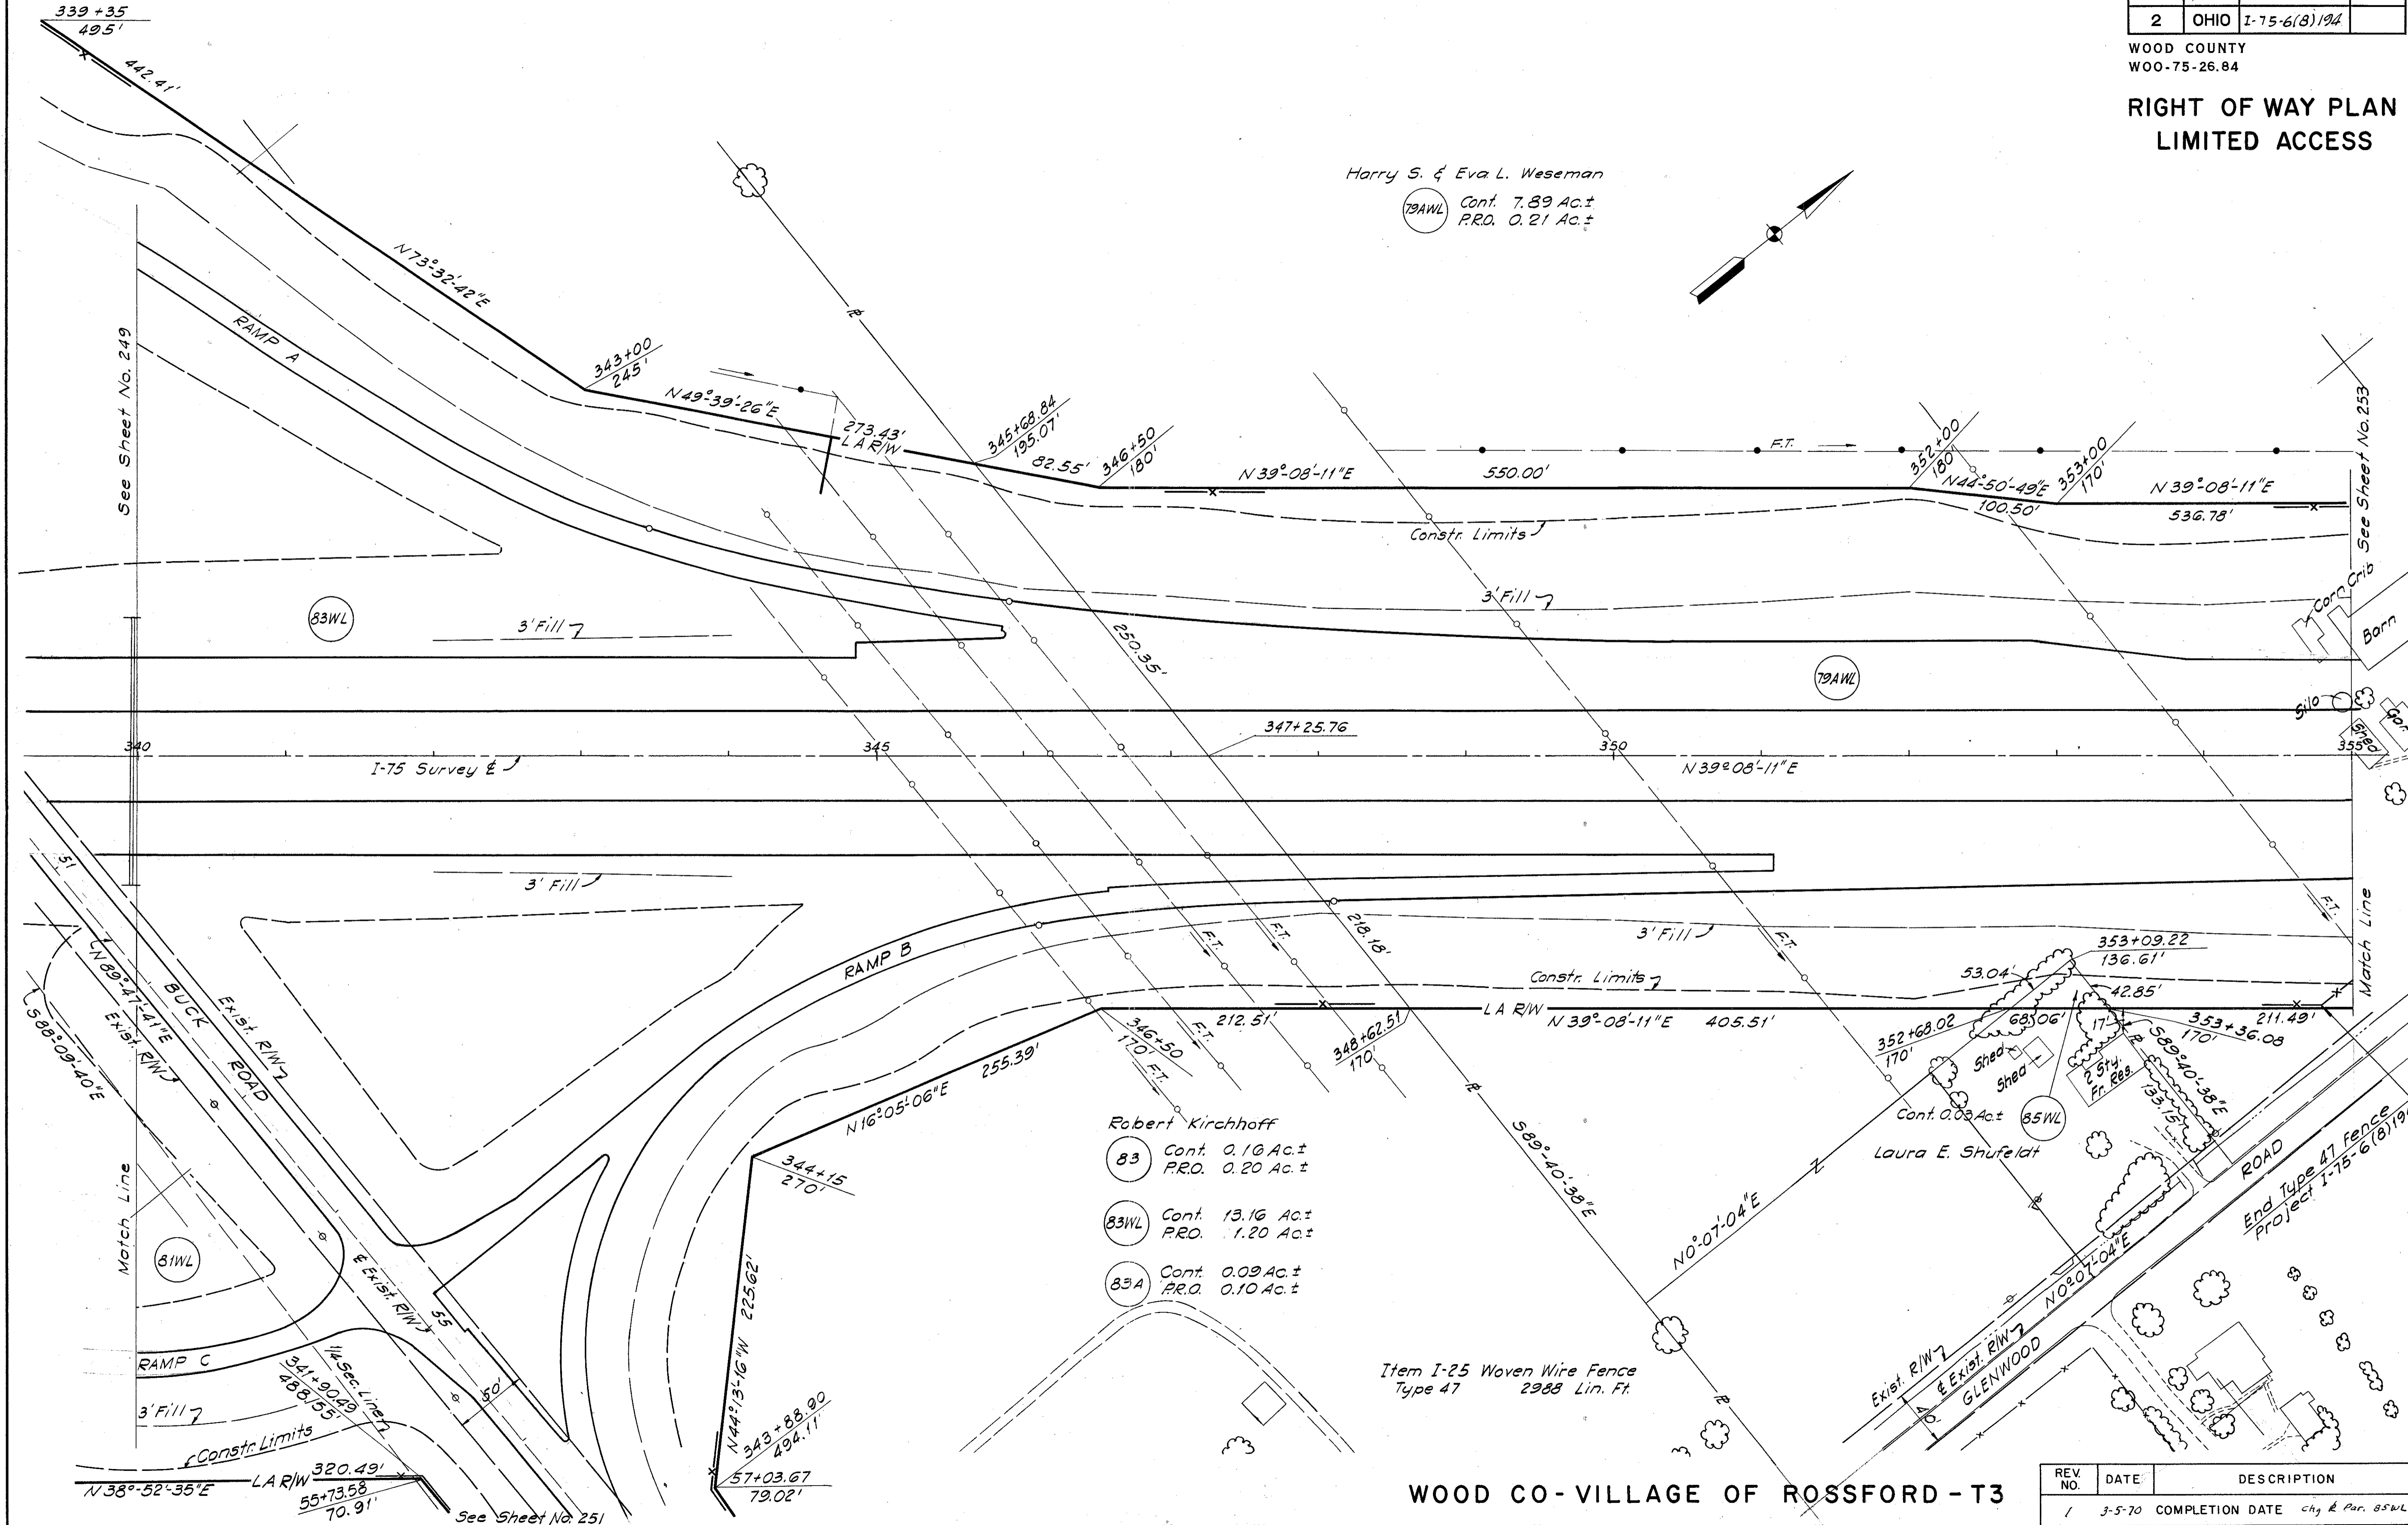 339+35
495'
442.41'
2 OHIO I-75-6(8)194
WOOD COUNTY
WOO-75-26.84
RIGHT OF WAY PLAN
LIMITED ACCESS
Harry S. & Eva L. Weseman
79AWL Cont. 7.89 Ac.±
P.R.O. 0.21 Ac.±
N73°-32'-42"E
See Sheet No. 249
RAMP A
343+00
245'
N49°-39'-26"E
273.43'
LA R/W
345+68.84
195.07'
82.55'
346+50
180'
N39°-08'-11"E
550.00'
F.T.
352+00
180'
N44°-50'-49"E
100.50'
353+00
170'
N39°-08'-11"E
536.78'
See Sheet No. 253
Constr. Limits
3' Fill
Corn Crib
Barn
83WL
3' Fill
250.35'
79AWL
Silo
Shed
347+25.76
340
345
350
355
I-75 Survey ℄
N39°08'-11"E
51
3' Fill
BUCK ROAD
N89°-47'-41"E
Exist. R/W
Exist. R/W
S88°-09'-40"E
RAMP B
F.T.
F.T.
218.18'
F.T.
3' Fill
F.T.
Match Line
353+09.22
136.61'
53.04'
Constr. Limits
42.85'
LA R/W
N39°-08'-11"E
405.51'
212.51'
346+50
170'
F.T.
F.T.
348+62.51
170'
352+68.02
170'
68.06'
17'
353+36.08
170'
211.49'
S89°-40'-38"E
Shed
Shed
2 Sty.
Fr. Res.
133.15'
Cont. 0.03 Ac.±
85WL
Laura E. Shufeldt
255.39'
N16°-05'-06"E
344+15
270'
Robert Kirchhoff
83 Cont. 0.16 Ac.±
P.R.O. 0.20 Ac.±
83WL Cont. 13.16 Ac.±
P.R.O. 1.20 Ac.±
83A Cont. 0.09 Ac.±
P.R.O. 0.10 Ac.±
S89°-40'-38"E
N0°-07'-04"E
ROAD
End Type 47 Fence
Project I-75-6(8)19
N0°07'-04"E
Exist. R/W
℄ Exist. R/W
GLENWOOD
40'
Match Line
81WL
℄ Exist. R/W
55
RAMP C
1/4 Sec. Line
341+90.49
488.55'
50'
3' Fill
Constr. Limits
N38°-52'-35"E
LA R/W
320.49'
55+73.58
70.91'
See Sheet No. 251
N44°-13'-16"W 225.62'
343+88.90
494.11'
57+03.67
79.02'
Item I-25 Woven Wire Fence
Type 47 2988 Lin. Ft.
WOOD CO-VILLAGE OF ROSSFORD-T3
REV. NO. DATE DESCRIPTION
1 3-5-70 COMPLETION DATE Chg ℄ Par. 85WL